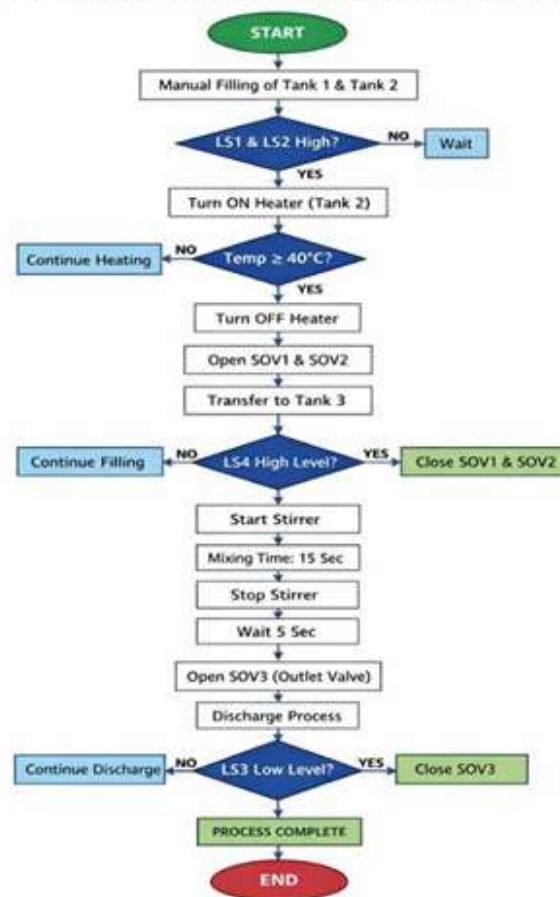 START
Manual Filling of Tank 1 & Tank 2
LS1 & LS2 High?
NO
Wait
YES
Turn ON Heater (Tank 2)
Continue Heating
NO
Temp ≥ 40°C?
YES
Turn OFF Heater
Open SOV1 & SOV2
Transfer to Tank 3
Continue Filling
NO
LS4 High Level?
YES
Close SOV1 & SOV2
Start Stirrer
Mixing Time: 15 Sec
Stop Stirrer
Wait 5 Sec
Open SOV3 (Outlet Valve)
Discharge Process
Continue Discharge
NO
LS3 Low Level?
YES
Close SOV3
PROCESS COMPLETE
END